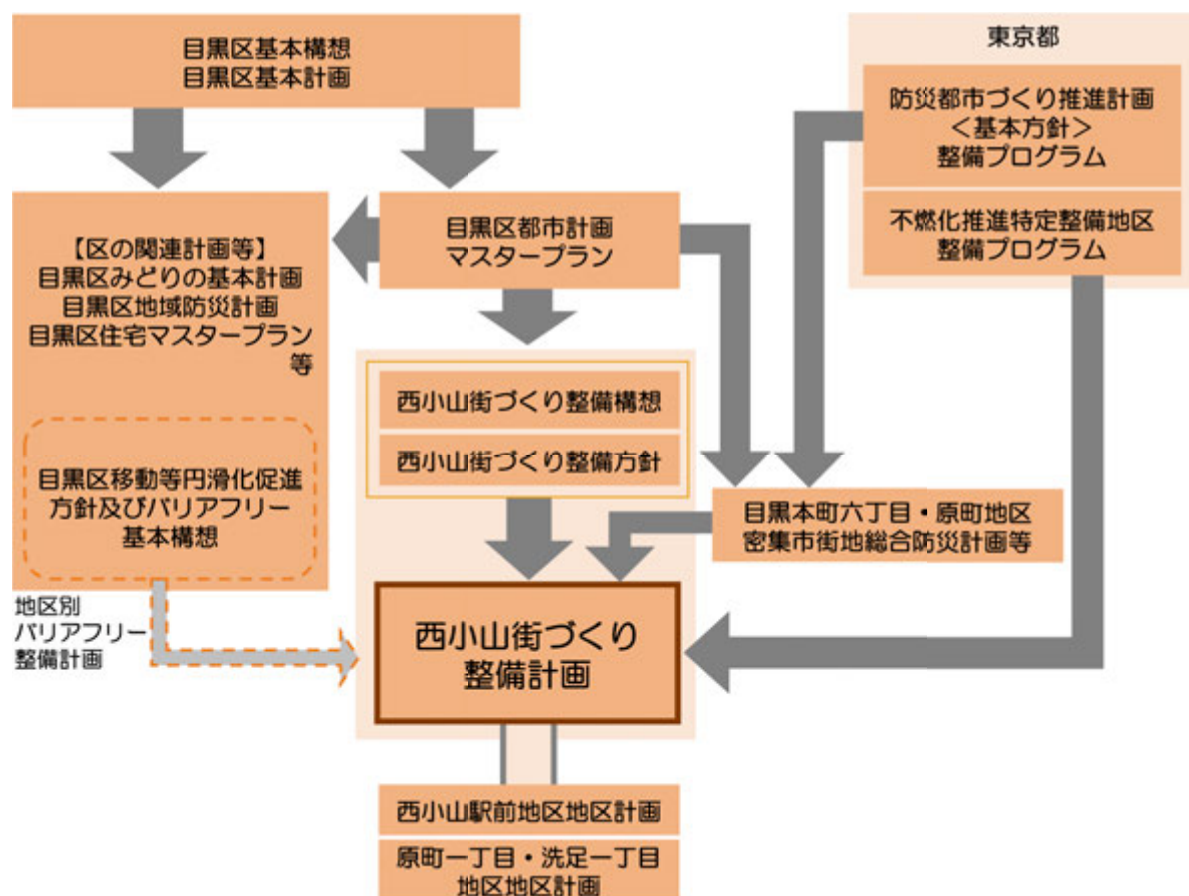 目黒区基本構想
目黒区基本計画
東京都
防災都市づくり推進計画
＜基本方針＞
整備プログラム
不燃化推進特定整備地区
整備プログラム
目黒区都市計画
マスタープラン
【区の関連計画等】
目黒区みどりの基本計画
目黒区地域防災計画
目黒区住宅マスタープラン
等
目黒区移動等円滑化促進
方針及びバリアフリー
基本構想
西小山街づくり整備構想
西小山街づくり整備方針
目黒本町六丁目・原町地区
密集市街地総合防災計画等
地区別
バリアフリー
整備計画
西小山街づくり
整備計画
西小山駅前地区地区計画
原町一丁目・洗足一丁目
地区地区計画